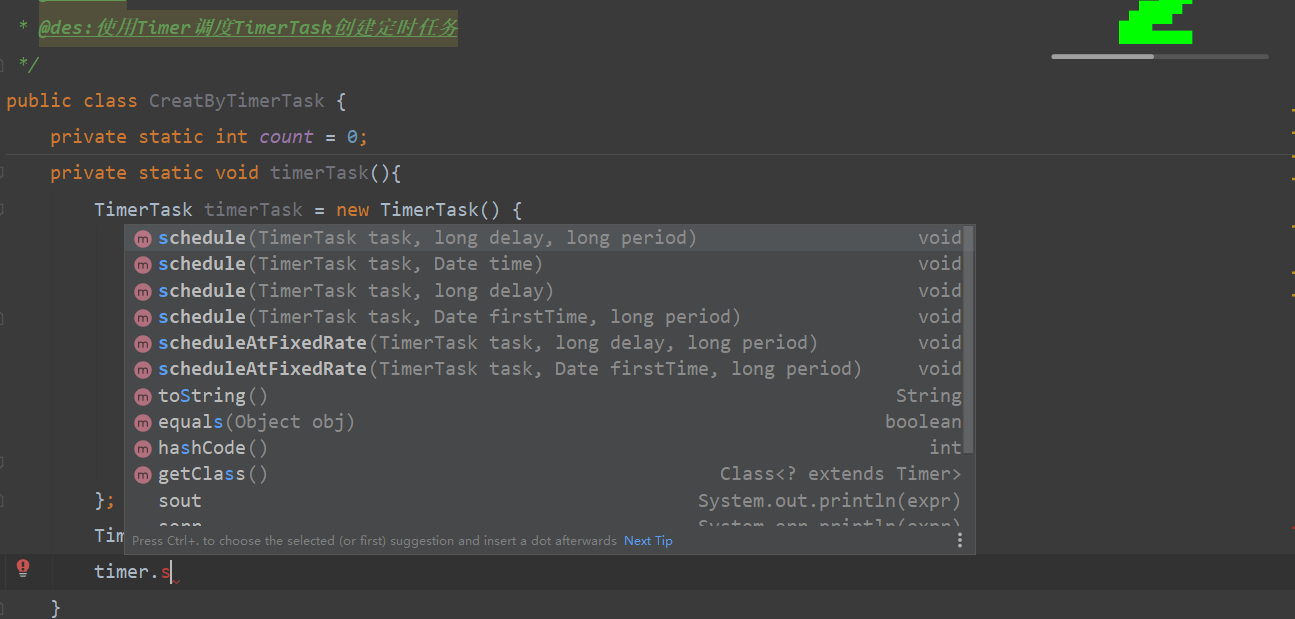 * @des:使用Timer调度TimerTask创建定时任务
*/
public class CreatByTimerTask {
private static int count = 0;
private static void timerTask(){
TimerTask timerTask = new TimerTask() {
schedule(TimerTask task, long delay, long period) void
schedule(TimerTask task, Date time) void
schedule(TimerTask task, long delay) void
schedule(TimerTask task, Date firstTime, long period) void
scheduleAtFixedRate(TimerTask task, long delay, long period) void
scheduleAtFixedRate(TimerTask task, Date firstTime, long period) void
toString() String
equals(Object obj) boolean
hashCode() int
getClass() Class<? extends Timer>
}; sout System.out.println(expr)
Tim
Press Ctrl+. to choose the selected (or first) suggestion and insert a dot afterwards Next Tip
timer.s
}